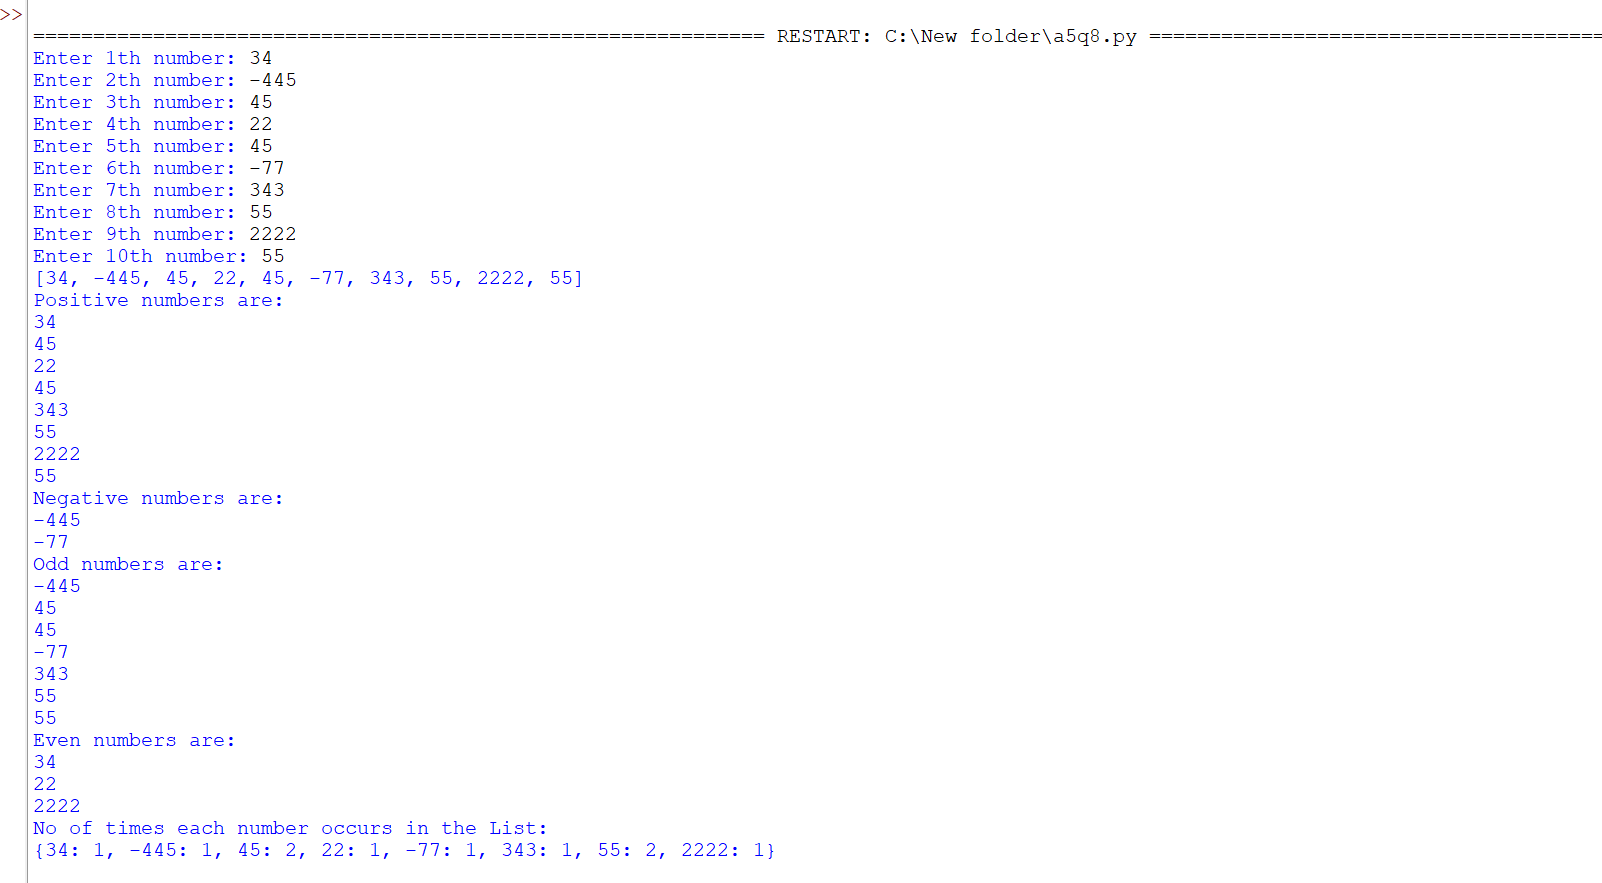 >>
============================================================= RESTART: C:\New folder\a5q8.py ======================================
Enter 1th number: 34
Enter 2th number: -445
Enter 3th number: 45
Enter 4th number: 22
Enter 5th number: 45
Enter 6th number: -77
Enter 7th number: 343
Enter 8th number: 55
Enter 9th number: 2222
Enter 10th number: 55
[34, -445, 45, 22, 45, -77, 343, 55, 2222, 55]
Positive numbers are:
34
45
22
45
343
55
2222
55
Negative numbers are:
-445
-77
Odd numbers are:
-445
45
45
-77
343
55
55
Even numbers are:
34
22
2222
No of times each number occurs in the List:
{34: 1, -445: 1, 45: 2, 22: 1, -77: 1, 343: 1, 55: 2, 2222: 1}